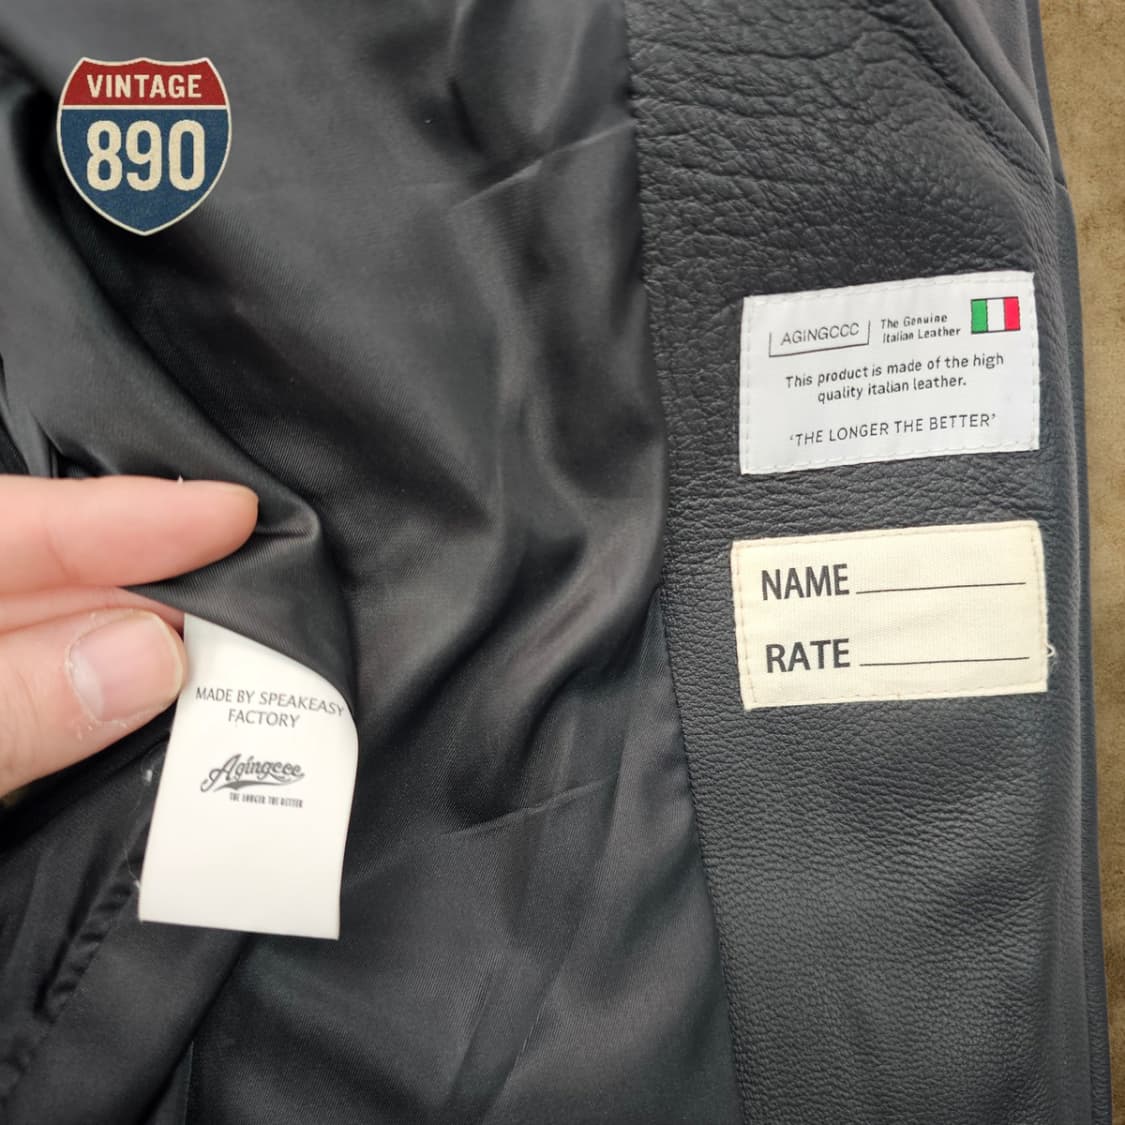 VINTAGE
890
AGINGCCC
The Genuine
Italian Leather
This product is made of the high
quality italian leather.
‘THE LONGER THE BETTER’
NAME
RATE
MADE BY SPEAKEASY
FACTORY
Agingccc
THE LONGER THE BETTER